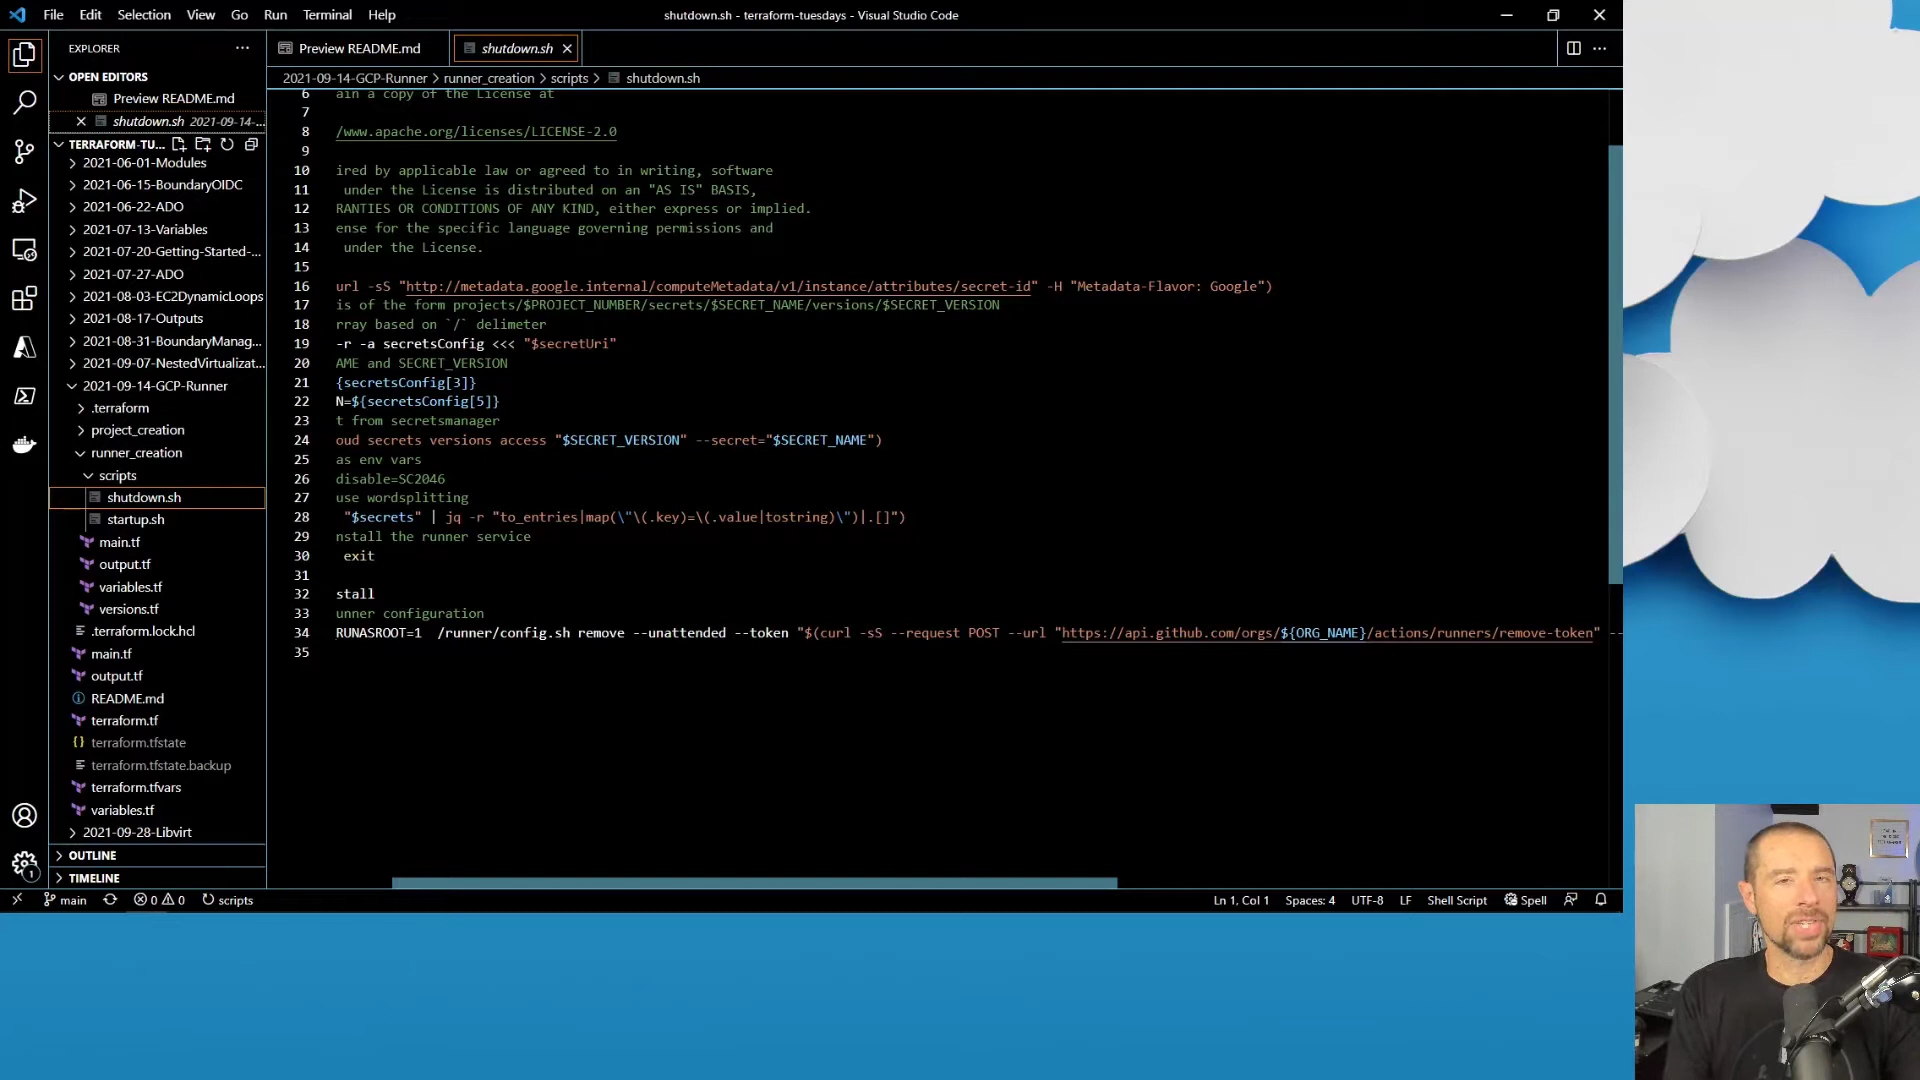 File Edit Selection View Go Run Terminal Help
shutdown.sh - terraform-tuesdays - Visual Studio Code
EXPLORER
OPEN EDITORS
Preview README.md
shutdown.sh 2021-09-14-...
TERRAFORM-TU...
2021-06-01-Modules
2021-06-15-BoundaryOIDC
2021-06-22-ADO
2021-07-13-Variables
2021-07-20-Getting-Started-...
2021-07-27-ADO
2021-08-03-EC2DynamicLoops
2021-08-17-Outputs
2021-08-31-BoundaryManag...
2021-09-07-NestedVirtualizat...
2021-09-14-GCP-Runner
.terraform
project_creation
runner_creation
scripts
shutdown.sh
startup.sh
main.tf
output.tf
variables.tf
versions.tf
.terraform.lock.hcl
main.tf
output.tf
README.md
terraform.tf
terraform.tfstate
terraform.tfstate.backup
terraform.tfvars
variables.tf
2021-09-28-Libvirt
OUTLINE
TIMELINE
Preview README.md
shutdown.sh
2021-09-14-GCP-Runner > runner_creation > scripts > shutdown.sh
6 ain a copy of the License at
7
8 /www.apache.org/licenses/LICENSE-2.0
9
10 ired by applicable law or agreed to in writing, software
11 under the License is distributed on an "AS IS" BASIS,
12 RANTIES OR CONDITIONS OF ANY KIND, either express or implied.
13 ense for the specific language governing permissions and
14 under the License.
15
16 url -sS "http://metadata.google.internal/computeMetadata/v1/instance/attributes/secret-id" -H "Metadata-Flavor: Google")
17 is of the form projects/$PROJECT_NUMBER/secrets/$SECRET_NAME/versions/$SECRET_VERSION
18 rray based on `/` delimeter
19 -r -a secretsConfig <<< "$secretUri"
20 AME and SECRET_VERSION
21 {secretsConfig[3]}
22 N=${secretsConfig[5]}
23 t from secretsmanager
24 oud secrets versions access "$SECRET_VERSION" --secret="$SECRET_NAME")
25 as env vars
26 disable=SC2046
27 use wordsplitting
28 "$secrets" | jq -r "to_entries|map(\"\(.key)=\(.value|tostring)\")|.[]")
29 nstall the runner service
30 exit
31
32 stall
33 unner configuration
34 RUNASROOT=1 /runner/config.sh remove --unattended --token "$(curl -sS --request POST --url "https://api.github.com/orgs/${ORG_NAME}/actions/runners/remove-token" --
35
main 0 0 scripts
Ln 1, Col 1 Spaces: 4 UTF-8 LF Shell Script Spell
1